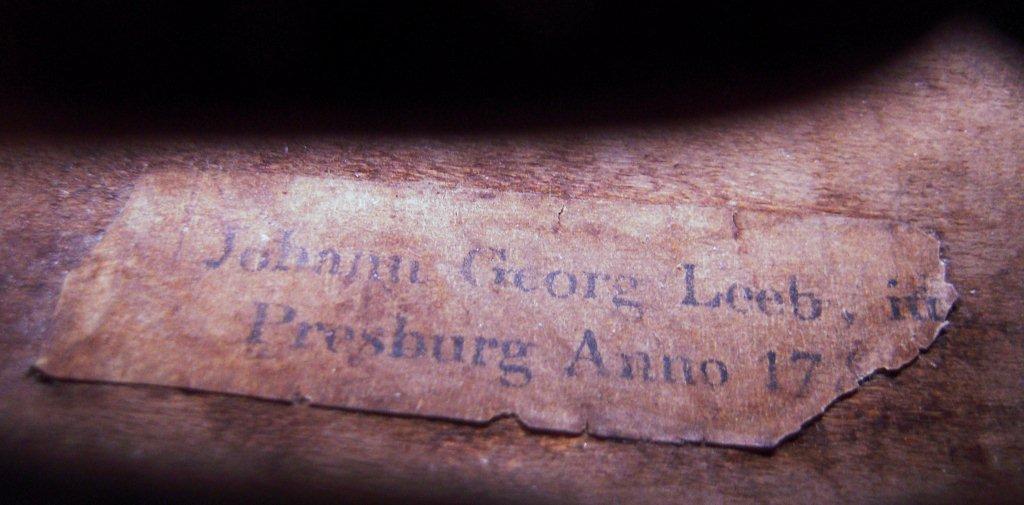 Johann Georg Leeb, in
Presburg Anno 17